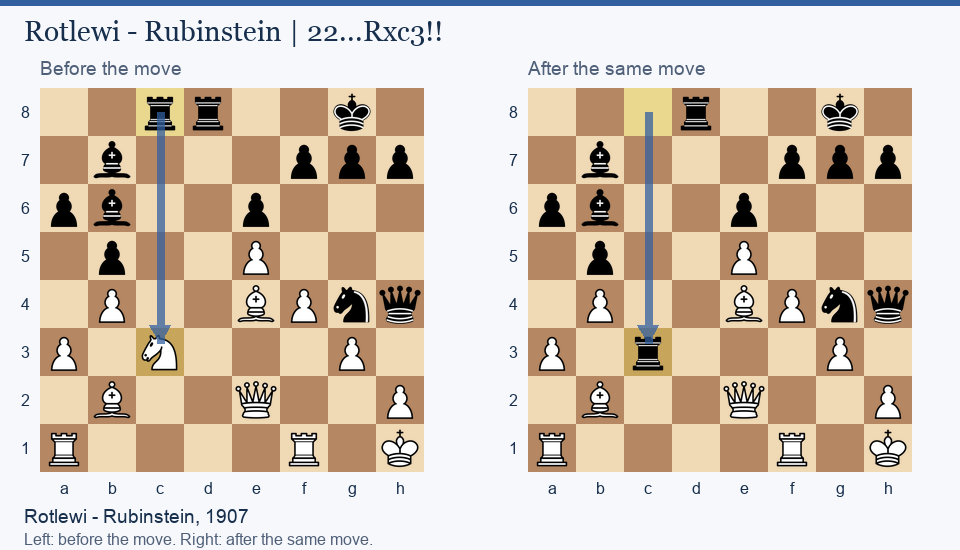 Rotlewi - Rubinstein | 22...Rxc3!!
Before the move
After the same move
8
7
6
5
4
3
2
1
a b c d e f g h
8
7
6
5
4
3
2
1
a b c d e f g h
Rotlewi - Rubinstein, 1907
Left: before the move. Right: after the same move.